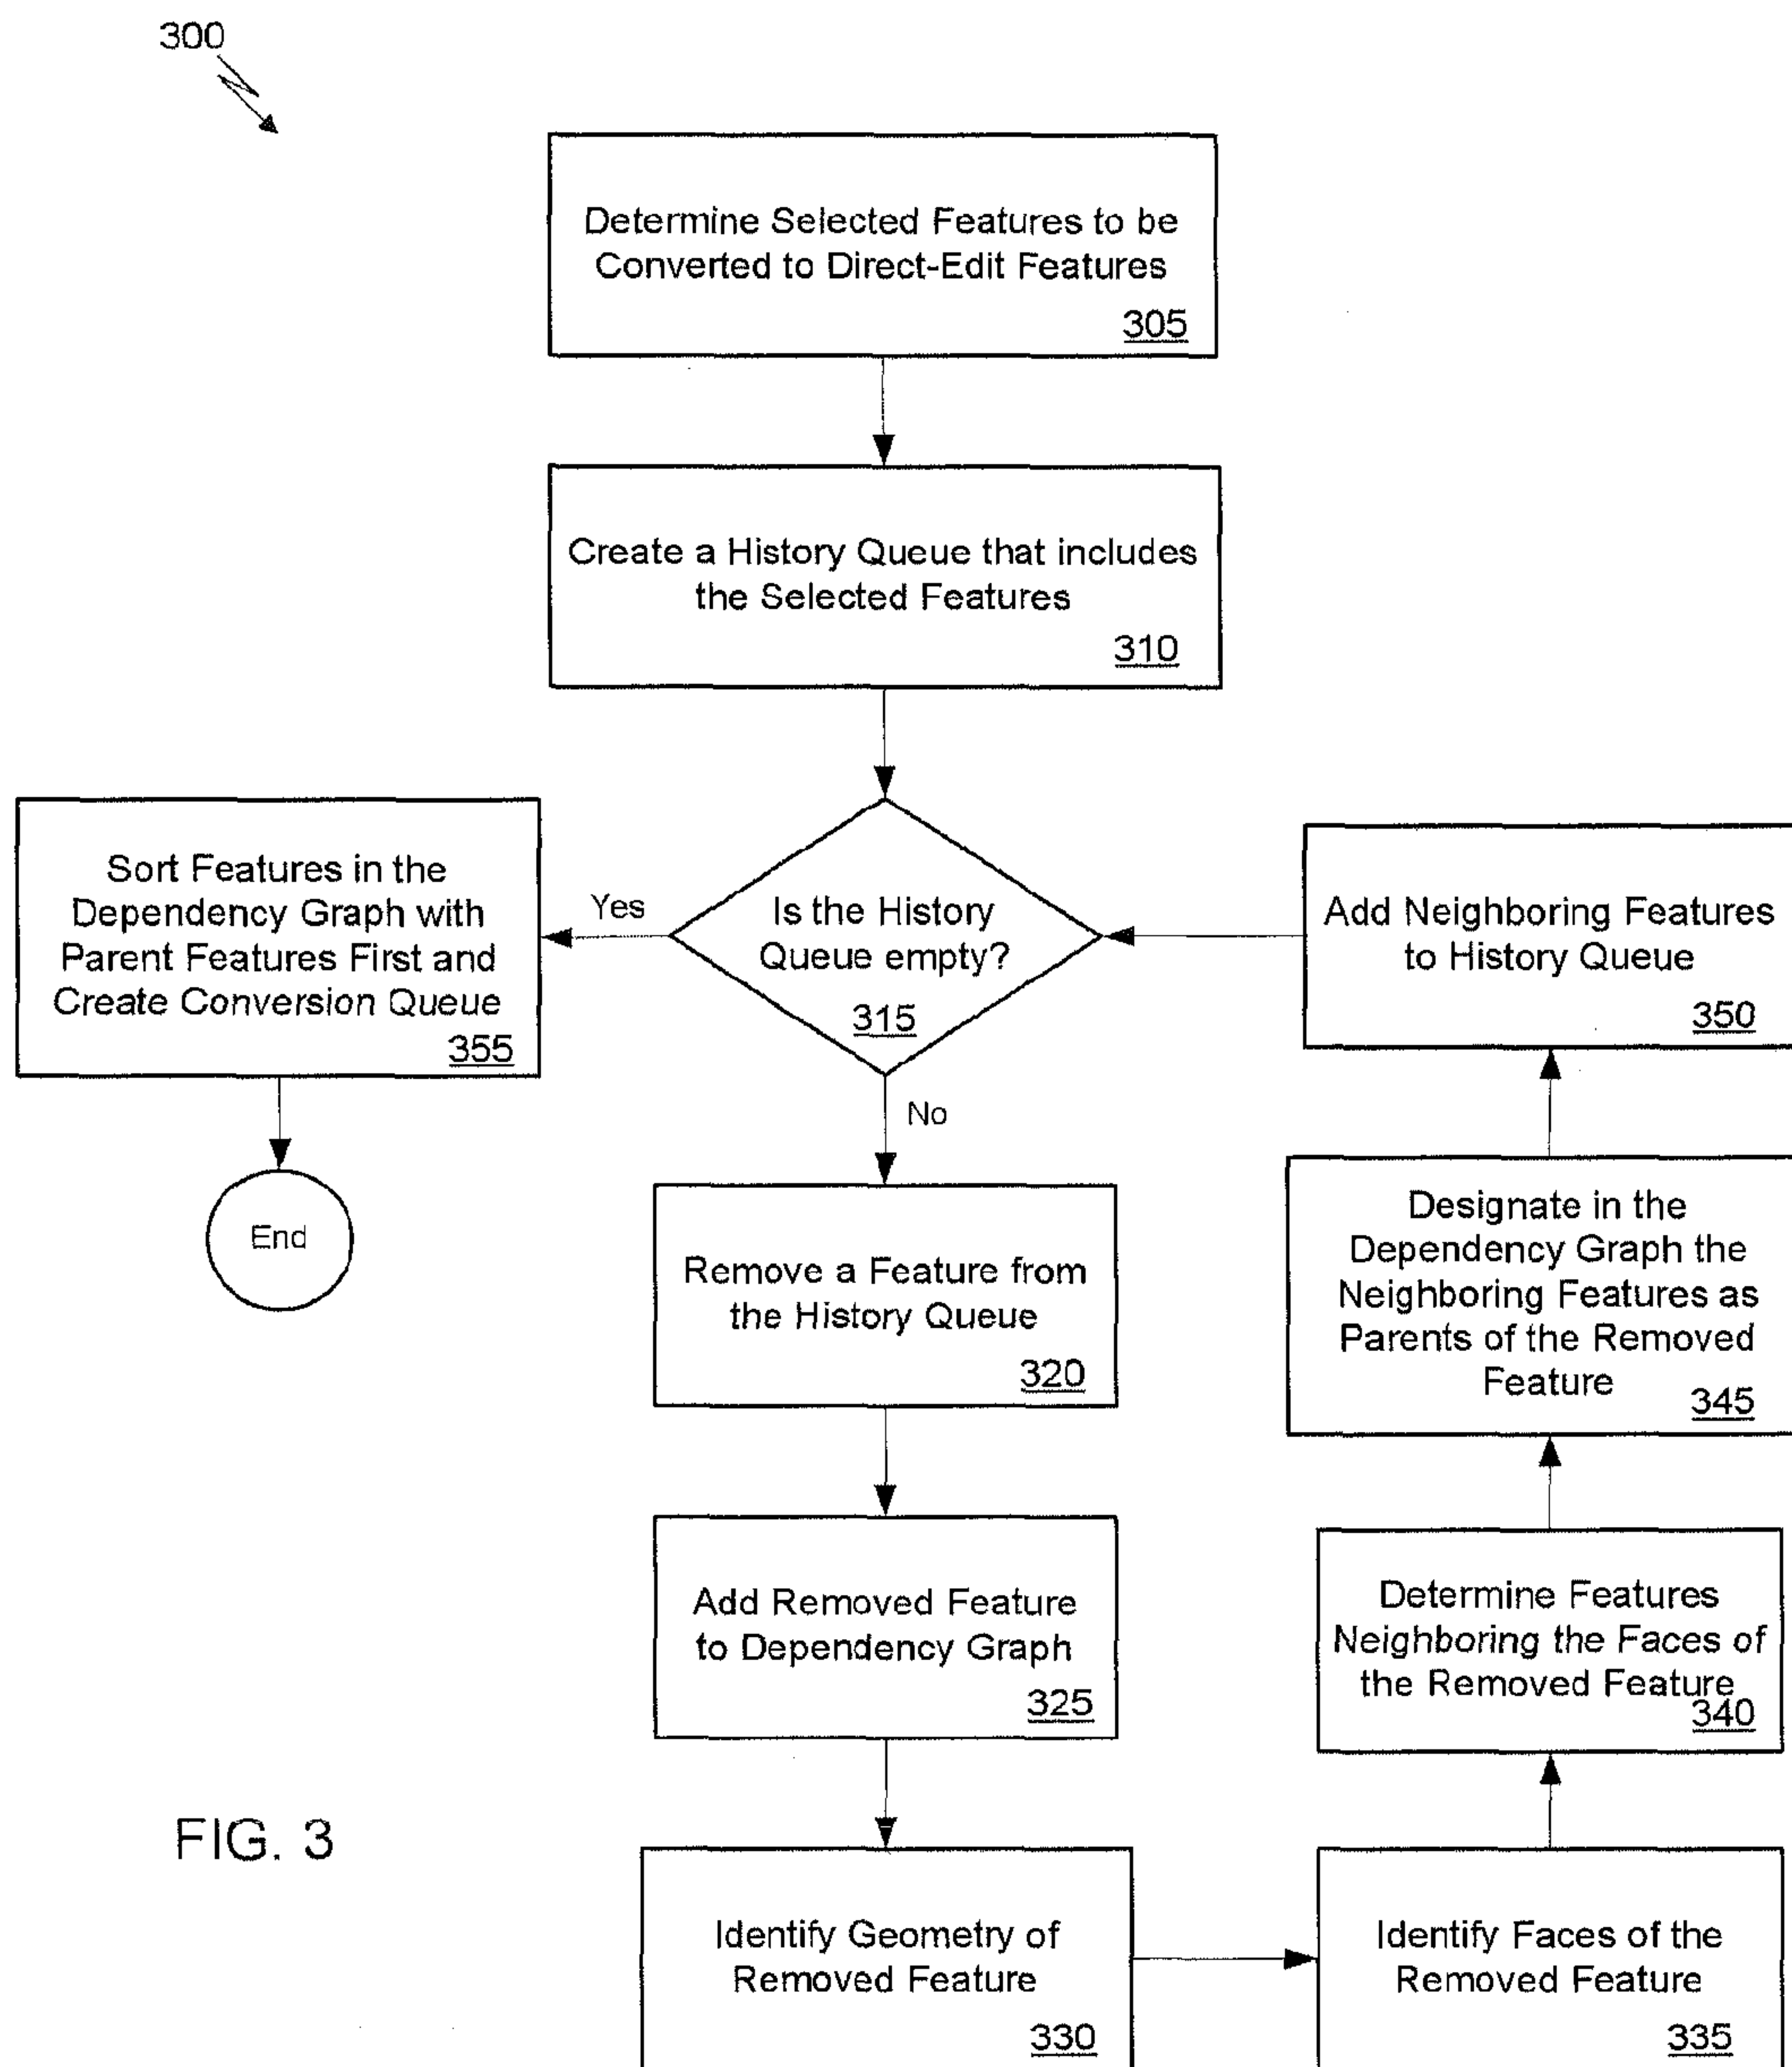 300
Determine Selected Features to be
Converted to Direct-Edit Features
305
Create a History Queue that includes
the Selected Features
310
Is the History
Queue empty?
315
Yes
No
Sort Features in the
Dependency Graph with
Parent Features First and
Create Conversion Queue
355
End
Remove a Feature from
the History Queue
320
Add Removed Feature
to Dependency Graph
325
Identify Geometry of
Removed Feature
330
Identify Faces of the
Removed Feature
335
Determine Features
Neighboring the Faces of
the Removed Feature
340
Designate in the
Dependency Graph the
Neighboring Features as
Parents of the Removed
Feature
345
Add Neighboring Features
to History Queue
350
FIG. 3